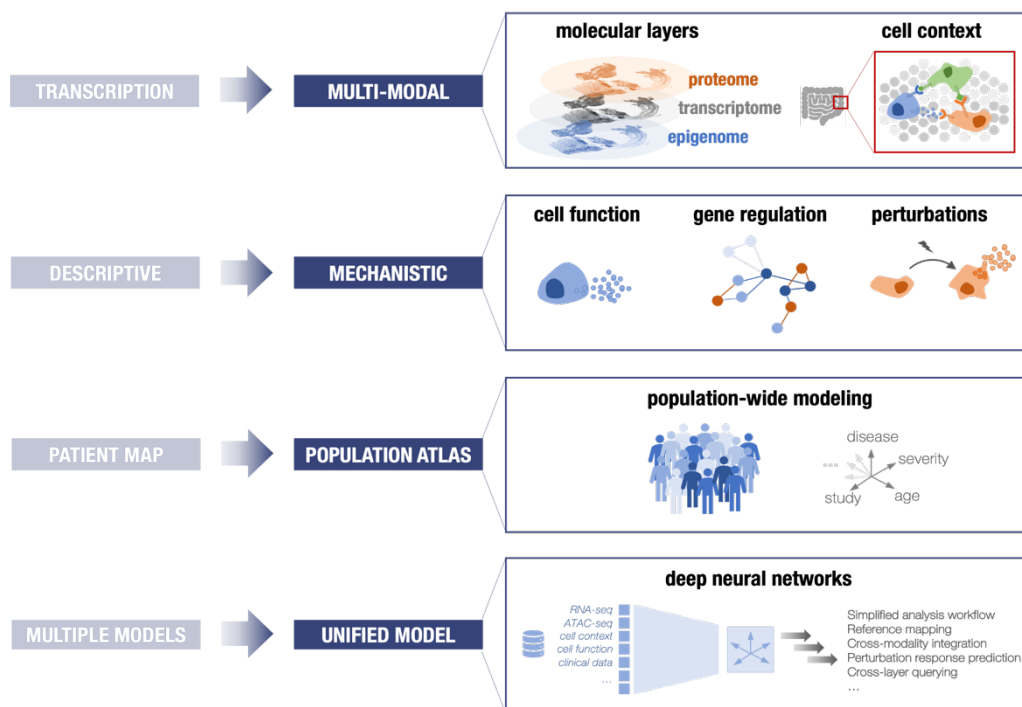 molecular layers
cell context
TRANSCRIPTION
MULTI-MODAL
proteome
transcriptome
epigenome
cell function
gene regulation
perturbations
DESCRIPTIVE
MECHANISTIC
population-wide modeling
PATIENT MAP
POPULATION ATLAS
disease
...
severity
study
age
deep neural networks
MULTIPLE MODELS
UNIFIED MODEL
RNA-seq
ATAC-seq
cell context
cell function
clinical data
...
Simplified analysis workflow
Reference mapping
Cross-modality integration
Perturbation response prediction
Cross-layer querying
...